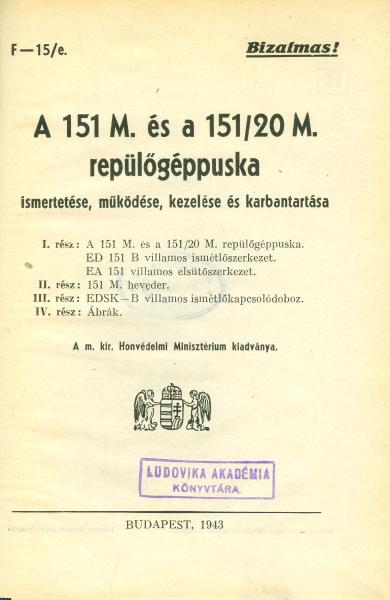 F—15/e.
Bizalmas!
A 151 M. és a 151/20 M.
repülőgéppuska
ismertetése, működése, kezelése és karbantartása
I. rész: A 151 M. és a 151/20 M. repülőgéppuska.
ED 151 B villamos ismétlőszerkezet.
EA 151 villamos elsütőszerkezet.
II. rész: 151 M. heveder.
III. rész: EDSK—B villamos ismétlőkapcsolódoboz.
IV. rész: Ábrák.
A m. kir. Honvédelmi Minisztérium kiadványa.
LUDOVIKA AKADÉMIA
KÖNYVTÁRA
BUDAPEST, 1943